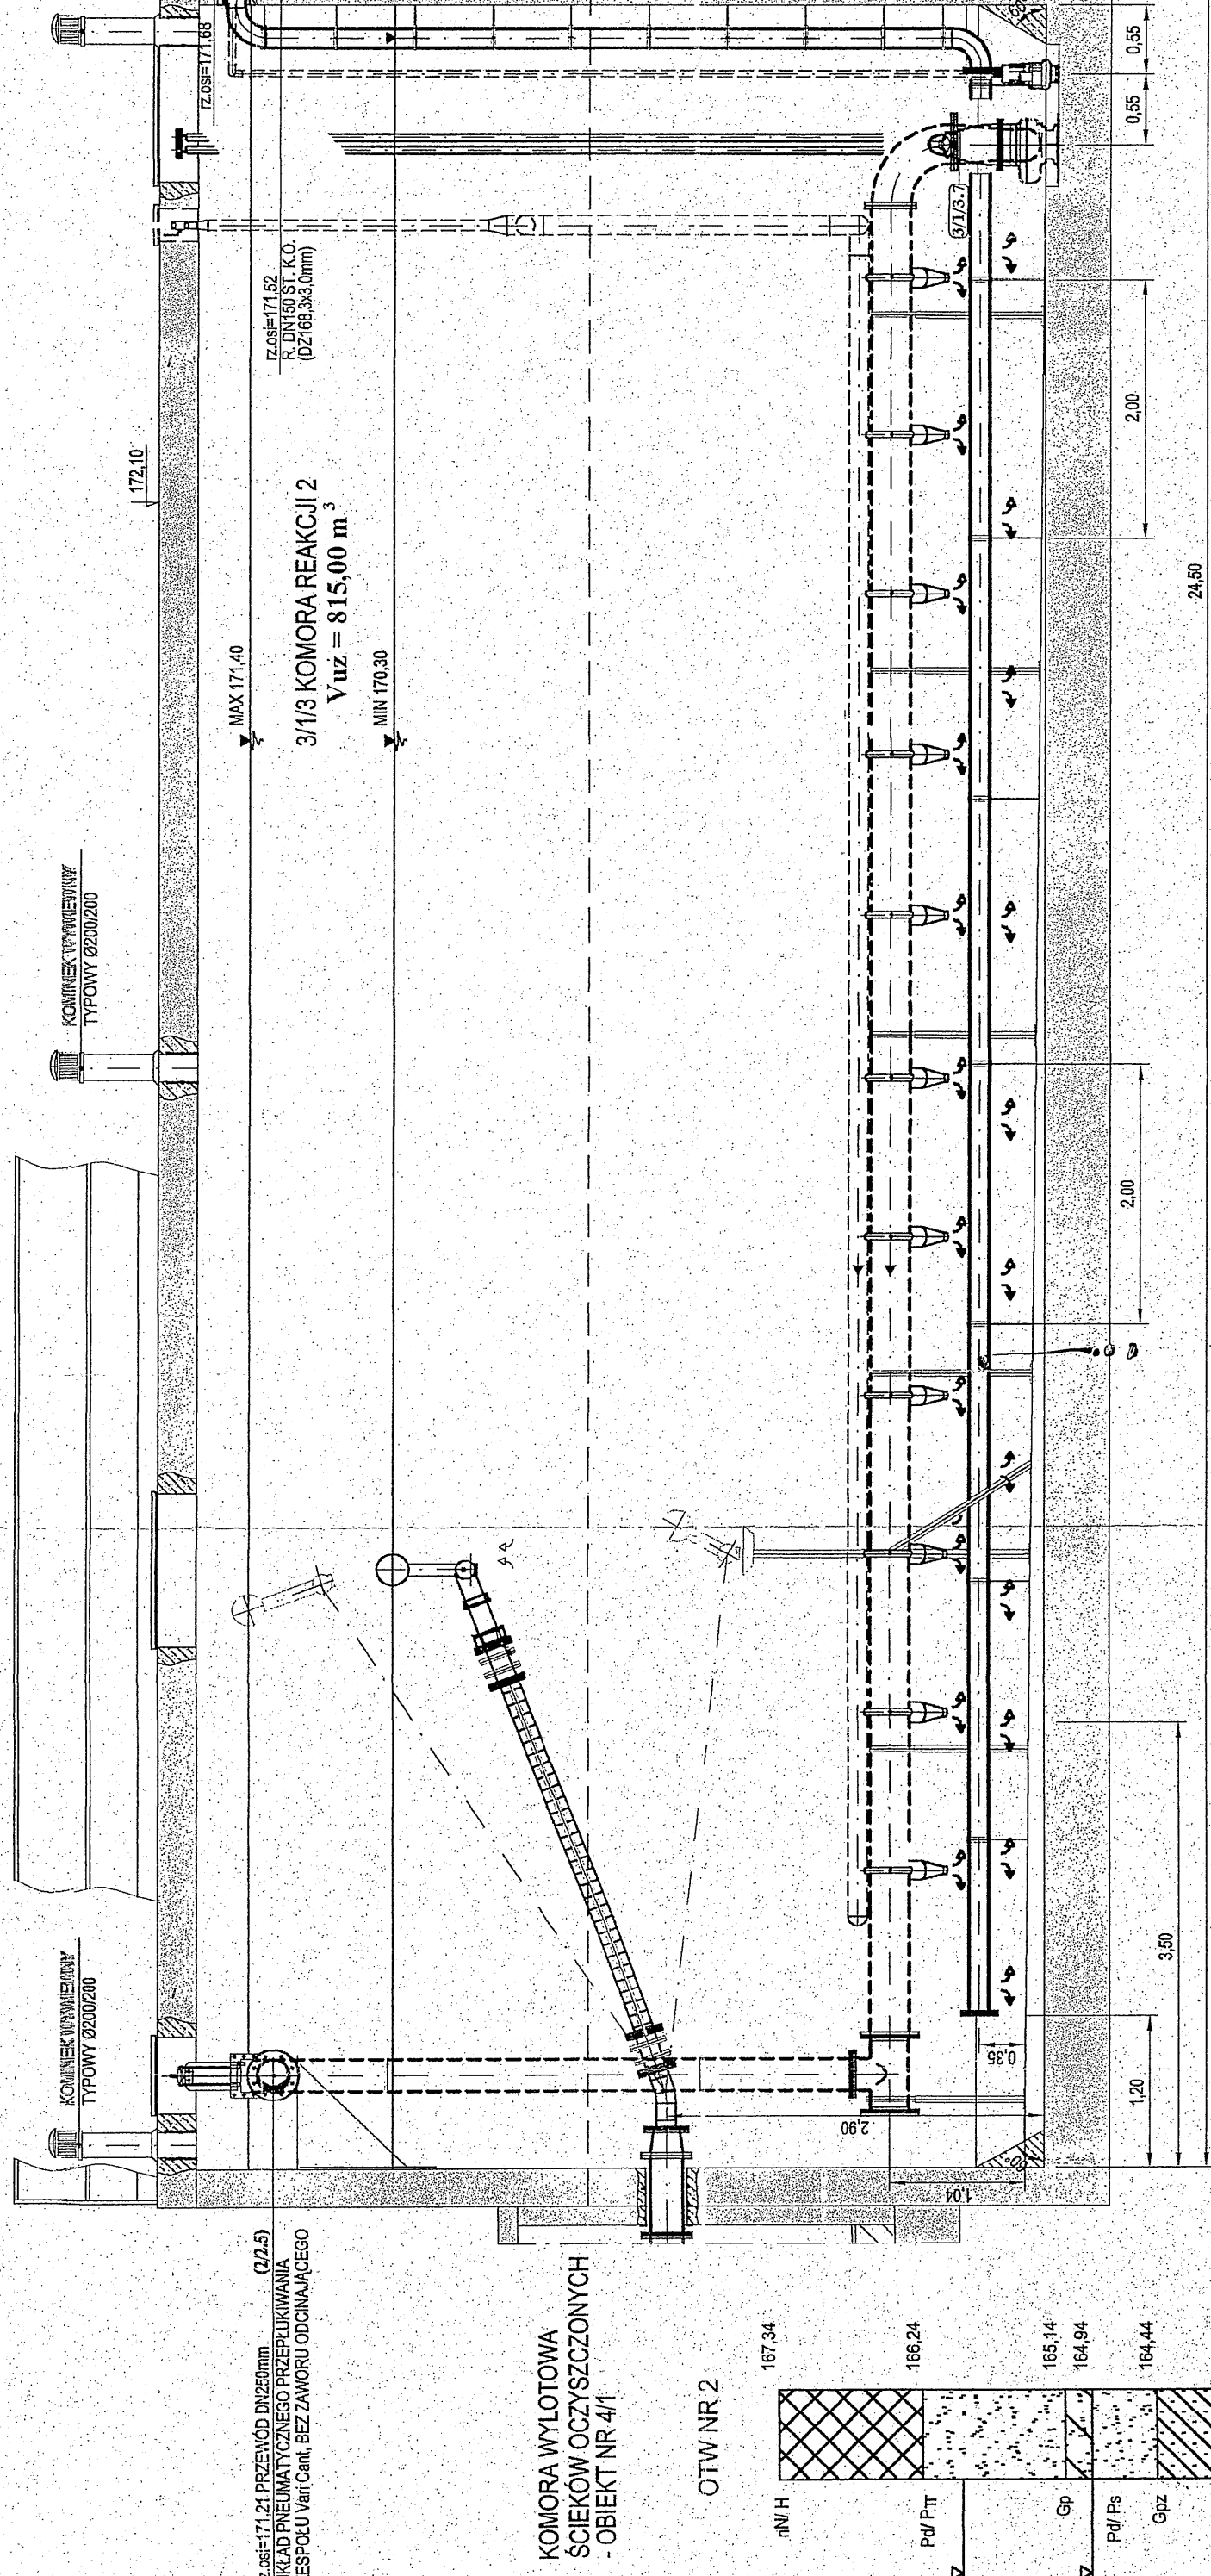 KOMINEK WYWIEWNY
TYPOWY Ø200/200
KOMINEK WYWIEWNY
TYPOWY Ø200/200
172,10
rz.osi=171,68
rz.osi=171,52
R. DN150 ST. K.O.
(DZ168,3x3,0mm)
MAX 171,40
3/1/3 KOMORA REAKCJI 2
Vuż = 815,00 m³
MIN 170,30
3/1/3.7
0,55
0,55
2,00
24,50
2,00
3,50
1,20
0,35
2,90
1,04
60°
(2/2.5)
rz.osi=171,21 PRZEWÓD DN250mm
UKŁAD PNEUMATYCZNEGO PRZEPŁUKIWANIA
ZESPOŁU Vari Cant, BEZ ZAWORU ODCINAJĄCEGO
KOMORA WYLOTOWA
ŚCIEKÓW OCZYSZCZONYCH
- OBIEKT NR 4/1
OTW NR 2
167,34
nN/ H
166,24
Pd/ Pπ
165,14
Gp
164,94
Pd/ Ps
164,44
Gpz